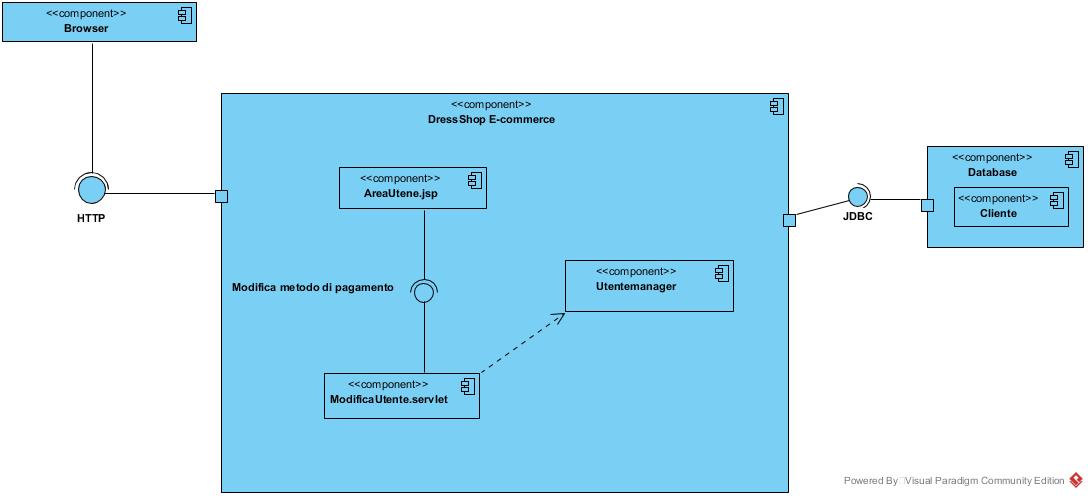 <<component>>
Browser
HTTP
<<component>>
DressShop E-commerce
<<component>>
AreaUtene.jsp
Modifica metodo di pagamento
<<component>>
Utentemanager
<<component>>
ModificaUtente.servlet
JDBC
<<component>>
Database
<<component>>
Cliente
Powered By Visual Paradigm Community Edition